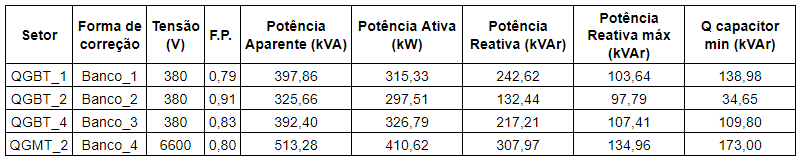 Setor Forma de correção Tensão (V) F.P. Potência Aparente (kVA) Potência Ativa (kW) Potência Reativa (kVAr) Potência Reativa máx (kVAr) Q capacitor min (kVAr)
QGBT_1 Banco_1 380 0,79 397,86 315,33 242,62 103,64 138,98
QGBT_2 Banco_2 380 0,91 325,66 297,51 132,44 97,79 34,65
QGBT_4 Banco_3 380 0,83 392,40 326,79 217,21 107,41 109,80
QGMT_2 Banco_4 6600 0,80 513,28 410,62 307,97 134,96 173,00